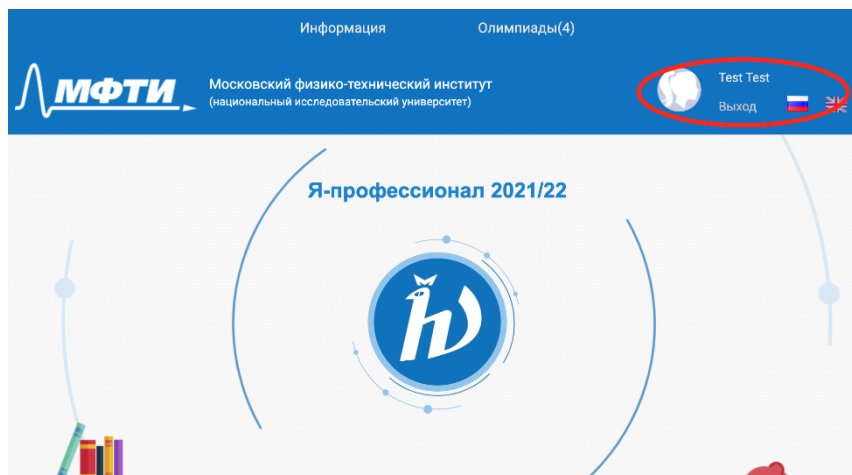 Информация Олимпиады(4)
МФТИ
Московский физико-технический институт
(национальный исследовательский университет)
Test Test
Выход
Я-профессионал 2021/22